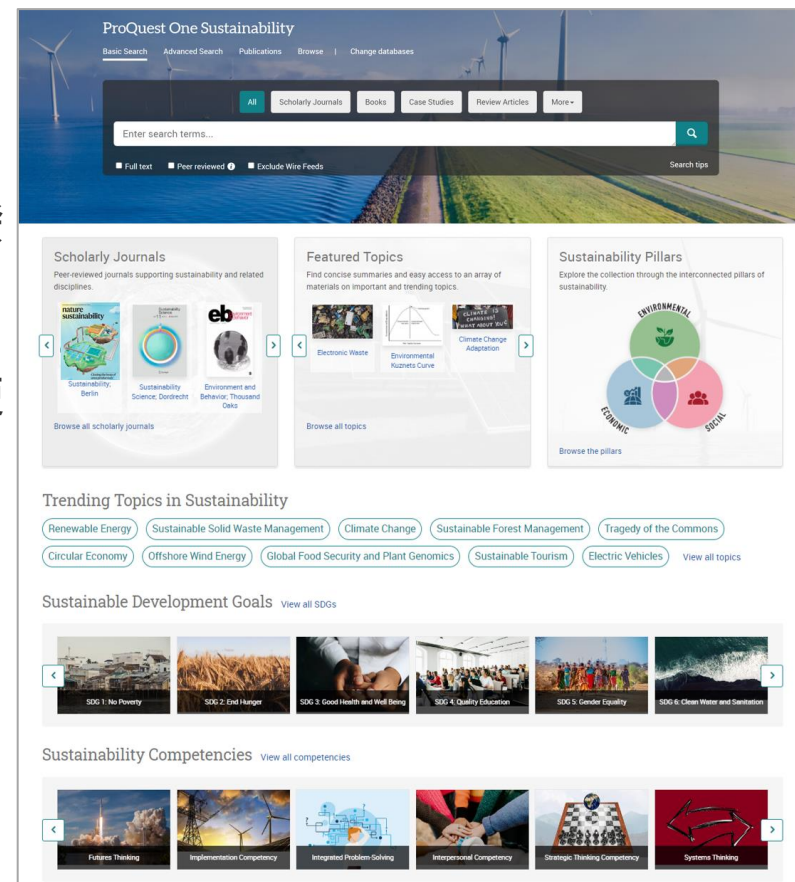 ProQuest One Sustainability
Basic Search Advanced Search Publications Browse | Change databases
All Scholarly Journals Books Case Studies Review Articles More
Enter search terms...
Full text Peer reviewed Exclude Wire Feeds Search tips
Scholarly Journals
Peer-reviewed journals supporting sustainability and related
disciplines.
nature
sustainability
Sustainability
Science
eb
Sustainability;
Berlin
Sustainability
Science; Dordrecht
Environment and
Behavior; Thousand
Oaks
Browse all scholarly journals
Featured Topics
Find concise summaries and easy access to an array of
materials on important and trending topics.
CLIMATE IS
CHANGING!
WHAT ABOUT
Electronic Waste
Environmental
Kuznets Curve
Climate Change
Adaptation
Browse all topics
Sustainability Pillars
Explore the collection through the interconnected pillars of
sustainability.
ENVIRONMENTAL
ECONOMIC
SOCIAL
Browse the pillars
Trending Topics in Sustainability
Renewable Energy Sustainable Solid Waste Management Climate Change Sustainable Forest Management Tragedy of the Commons
Circular Economy Offshore Wind Energy Global Food Security and Plant Genomics Sustainable Tourism Electric Vehicles View all topics
Sustainable Development Goals View all SDGs
SDG 1: No Poverty SDG 2: End Hunger SDG 3: Good Health and Well Being SDG 4: Quality Education SDG 5: Gender Equality SDG 6: Clean Water and Sanitation
Sustainability Competencies View all competencies
Futures Thinking Implementation Competency Integrated Problem-Solving Interpersonal Competency Strategic Thinking Competency Systems Thinking